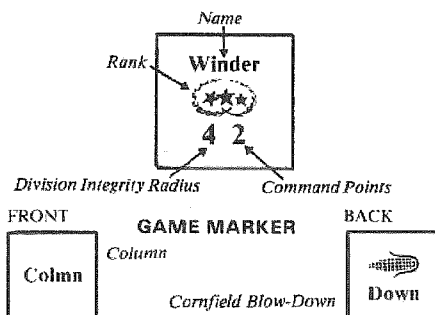 Name
Rank
Winder
4 2
Division Integrity Radius
Command Points
FRONT
GAME MARKER
BACK
Column
Colmn
Cornfield Blow-Down
Down